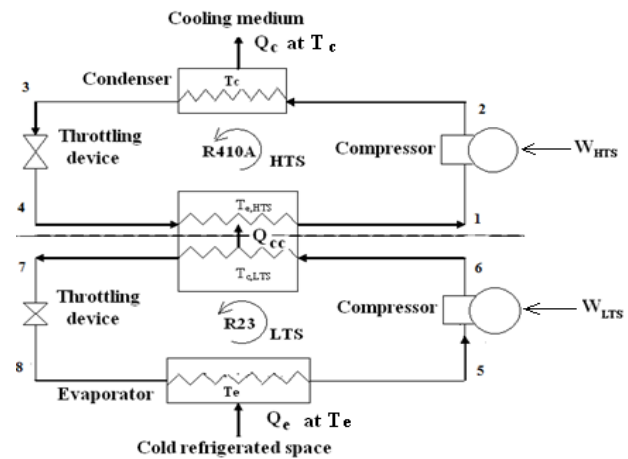 Cooling medium
Qc at Tc
Condenser
Tc
3
2
Throttling
device
R410A
HTS
Compressor
WHTS
4
Te,HTS
1
Qcc
7
Tc,LTS
6
Throttling
device
R23
LTS
Compressor
WLTS
8
5
Evaporator
Te
Qe at Te
Cold refrigerated space